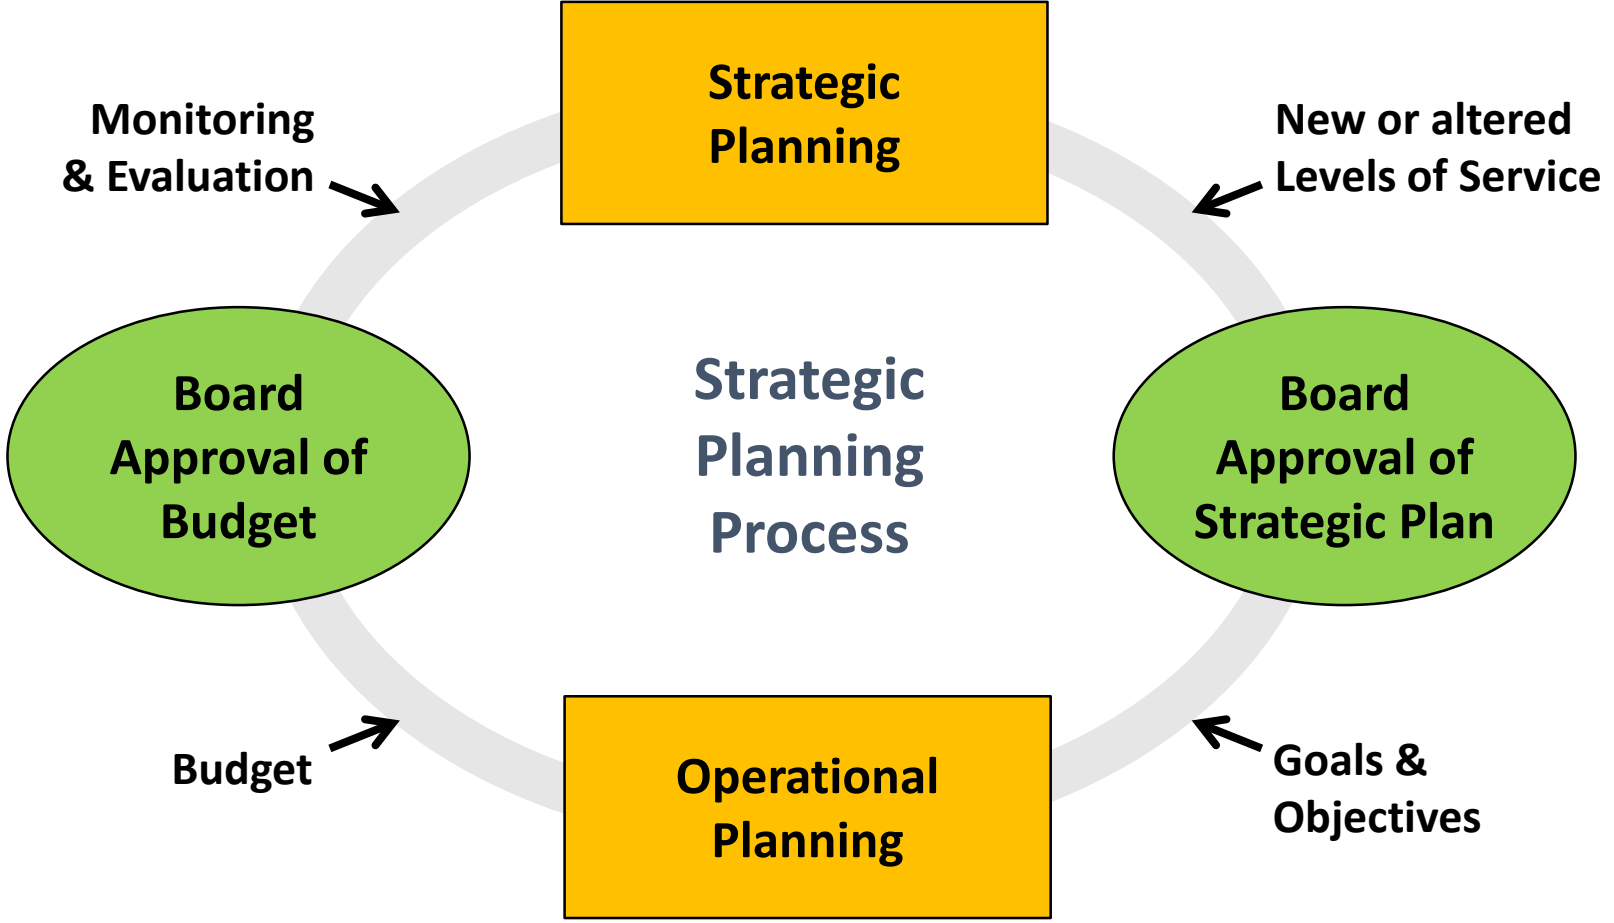 Strategic
Planning
Monitoring
& Evaluation
New or altered
Levels of Service
Board
Approval of
Budget
Strategic
Planning
Process
Board
Approval of
Strategic Plan
Budget
Operational
Planning
Goals &
Objectives